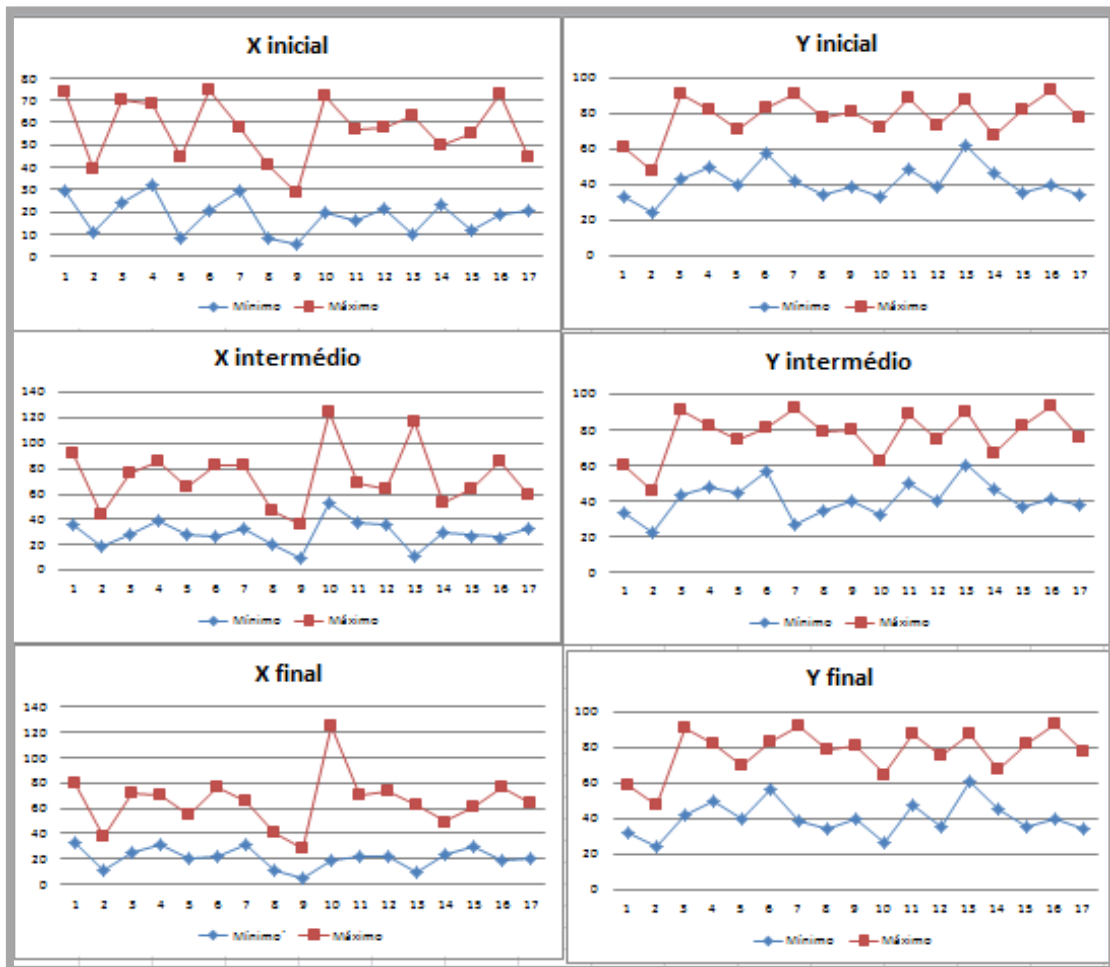 X inicial
80
70
60
50
40
30
20
10
0
1 2 3 4 5 6 7 8 9 10 11 12 13 14 15 16 17
Mínimo Máximo
Y inicial
100
80
60
40
20
0
1 2 3 4 5 6 7 8 9 10 11 12 13 14 15 16 17
Mínimo Máximo
X intermédio
140
120
100
80
60
40
20
0
1 2 3 4 5 6 7 8 9 10 11 12 13 14 15 16 17
Mínimo Máximo
Y intermédio
100
80
60
40
20
0
1 2 3 4 5 6 7 8 9 10 11 12 13 14 15 16 17
Mínimo Máximo
X final
140
120
100
80
60
40
20
0
1 2 3 4 5 6 7 8 9 10 11 12 13 14 15 16 17
Mínimo` Máximo
Y final
100
80
60
40
20
0
1 2 3 4 5 6 7 8 9 10 11 12 13 14 15 16 17
Mínimo Máximo